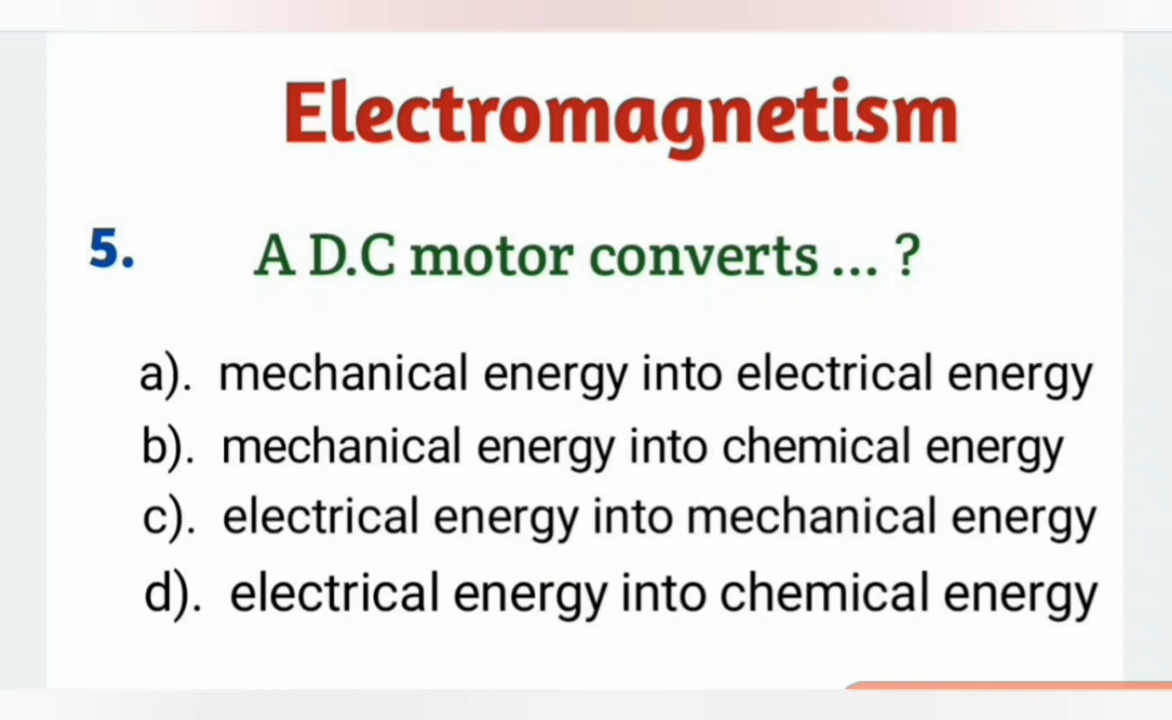 Electromagnetism
5. A D.C motor converts ... ?
a). mechanical energy into electrical energy
b). mechanical energy into chemical energy
c). electrical energy into mechanical energy
d). electrical energy into chemical energy